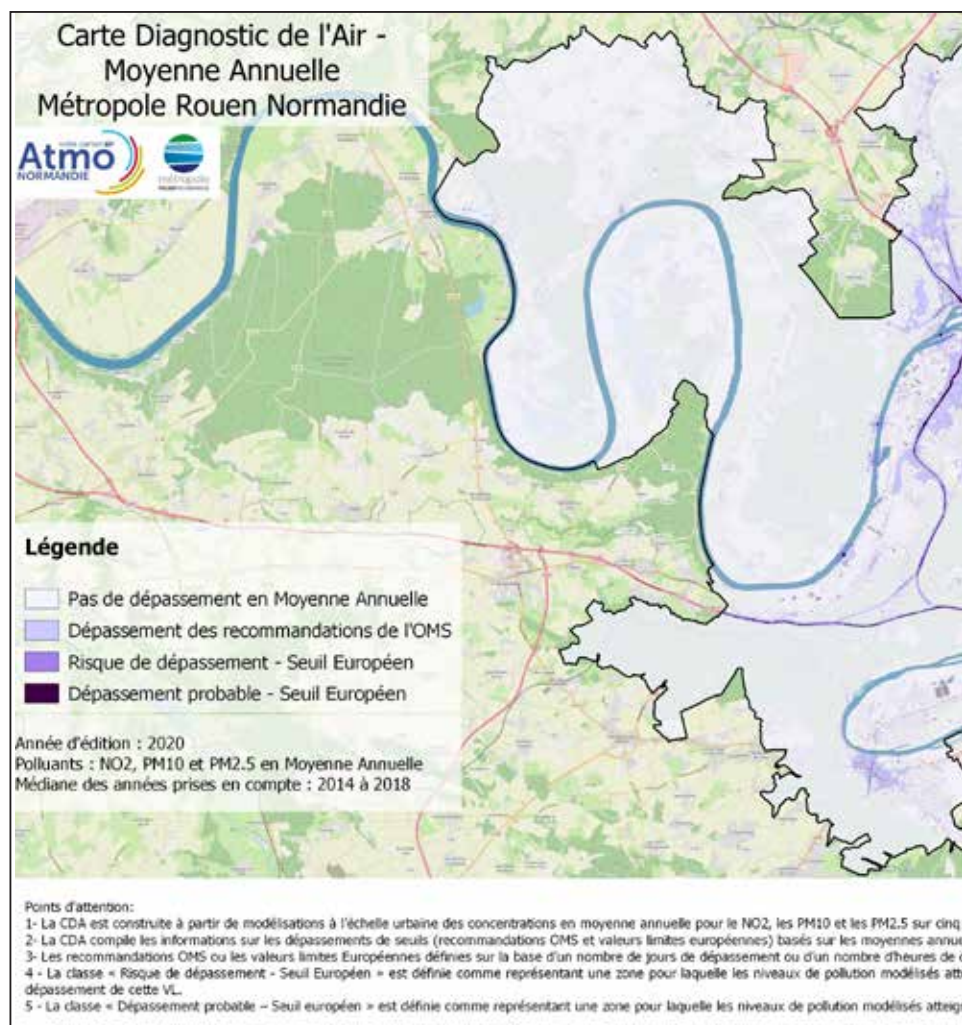 Carte Diagnostic de l'Air -
Moyenne Annuelle
Métropole Rouen Normandie
Atmo
NORMANDIE
métropole
Légende
Pas de dépassement en Moyenne Annuelle
Dépassement des recommandations de l'OMS
Risque de dépassement - Seuil Européen
Dépassement probable - Seuil Européen
Année d'édition : 2020
Polluants : NO2, PM10 et PM2.5 en Moyenne Annuelle
Médiane des années prises en compte : 2014 à 2018
Points d'attention:
1- La CDA est construite à partir de modélisations à l'échelle urbaine des concentrations en moyenne annuelle pour le NO2, les PM10 et les PM2.5 sur cinq
2- La CDA compile les informations sur les dépassements de seuils (recommandations OMS et valeurs limites européennes) basés sur les moyennes annue
3- Les recommandations OMS ou les valeurs limites Européennes définies sur la base d'un nombre de jours de dépassement ou d'un nombre d'heures de d
4 - La classe « Risque de dépassement - Seuil Européen » est définie comme représentant une zone pour laquelle les niveaux de pollution modélisés att
dépassement de cette VL.
5 - La classe « Dépassement probable – Seuil européen » est définie comme représentant une zone pour laquelle les niveaux de pollution modélisés atteig